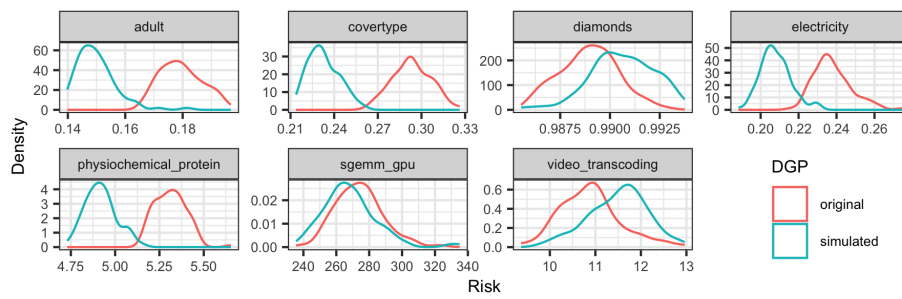 adult
covertype
diamonds
electricity
60
40
20
0
0.14 0.16 0.18
30
20
10
0
0.21 0.24 0.27 0.30 0.33
200
100
0
0.9875 0.9900 0.9925
50
40
30
20
10
0
0.20 0.22 0.24 0.26
Density
physiochemical_protein
sgemm_gpu
video_transcoding
4
3
2
1
0
4.75 5.00 5.25 5.50
0.02
0.01
0.00
240 260 280 300 320 340
0.6
0.4
0.2
0.0
10 11 12 13
DGP
original
simulated
Risk